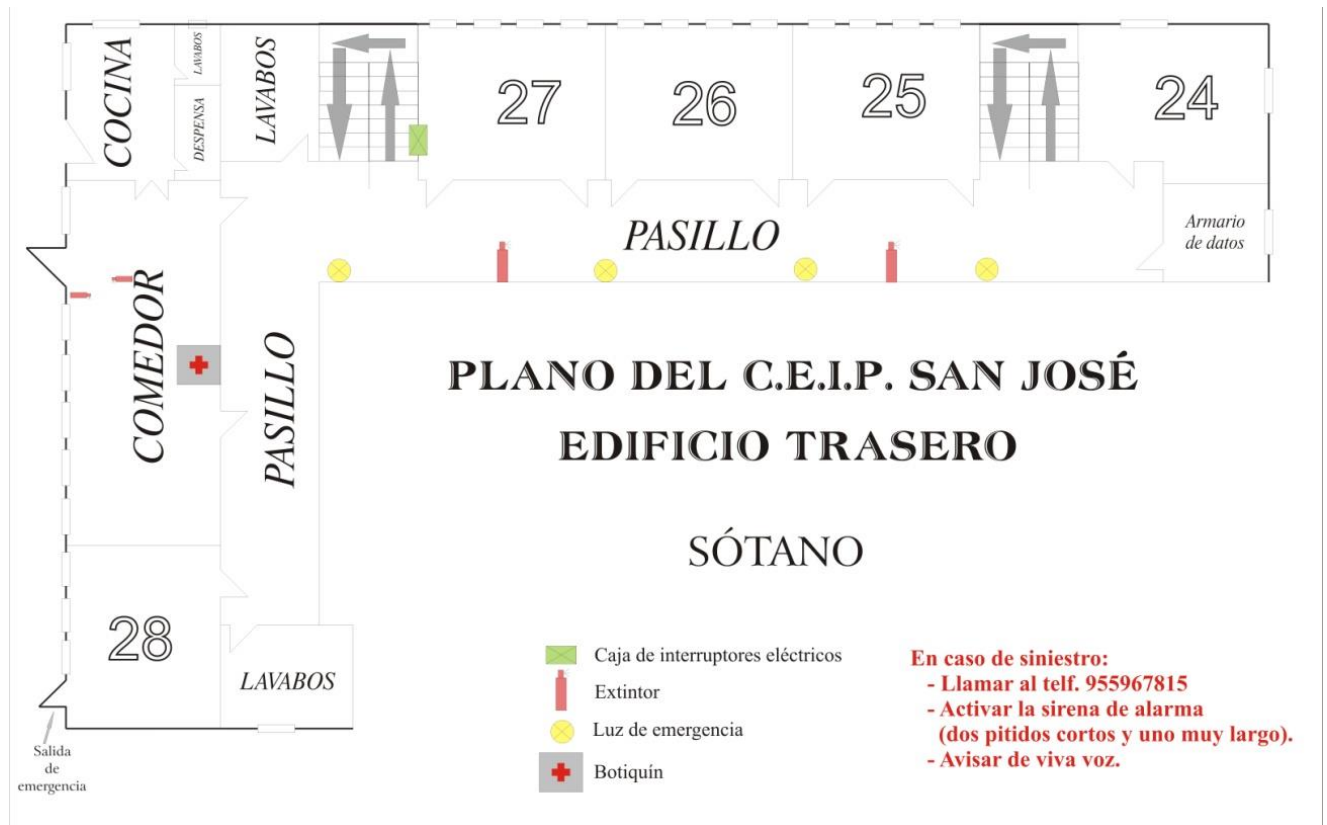 COCINA
LAVABOS
DESPENSA
LAVABOS
27
26
25
24
PASILLO
Armario
de datos
COMEDOR
PASILLO
PLANO DEL C.E.I.P. SAN JOSÉ
EDIFICIO TRASERO
SÓTANO
28
LAVABOS
Salida
de
emergencia
Caja de interruptores eléctricos
Extintor
Luz de emergencia
Botiquín
En caso de siniestro:
- Llamar al telf. 955967815
- Activar la sirena de alarma
(dos pitidos cortos y uno muy largo).
- Avisar de viva voz.